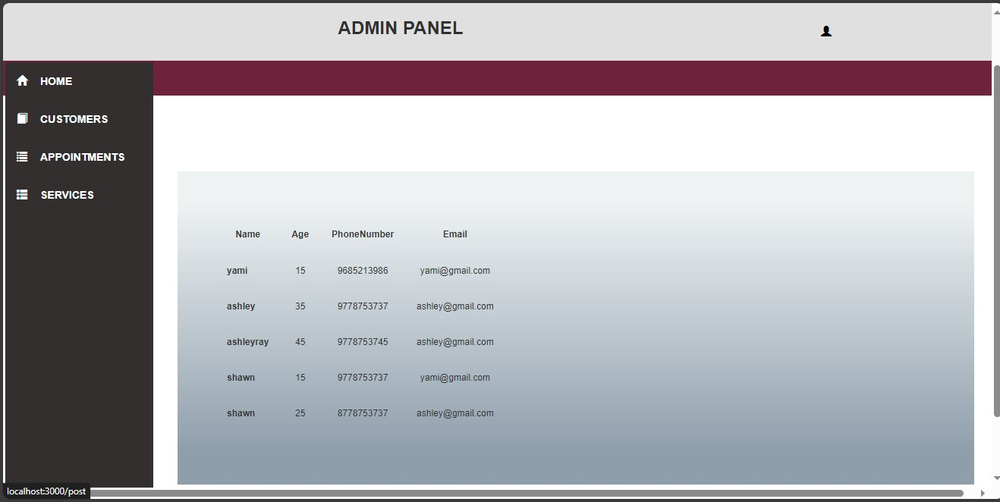 ADMIN PANEL
HOME
CUSTOMERS
APPOINTMENTS
SERVICES
Name Age PhoneNumber Email
yami 15 9685213986 yami@gmail.com
ashley 35 9778753737 ashley@gmail.com
ashleyray 45 9778753745 ashley@gmail.com
shawn 15 9778753737 yami@gmail.com
shawn 25 8778753737 ashley@gmail.com
localhost:3000/post